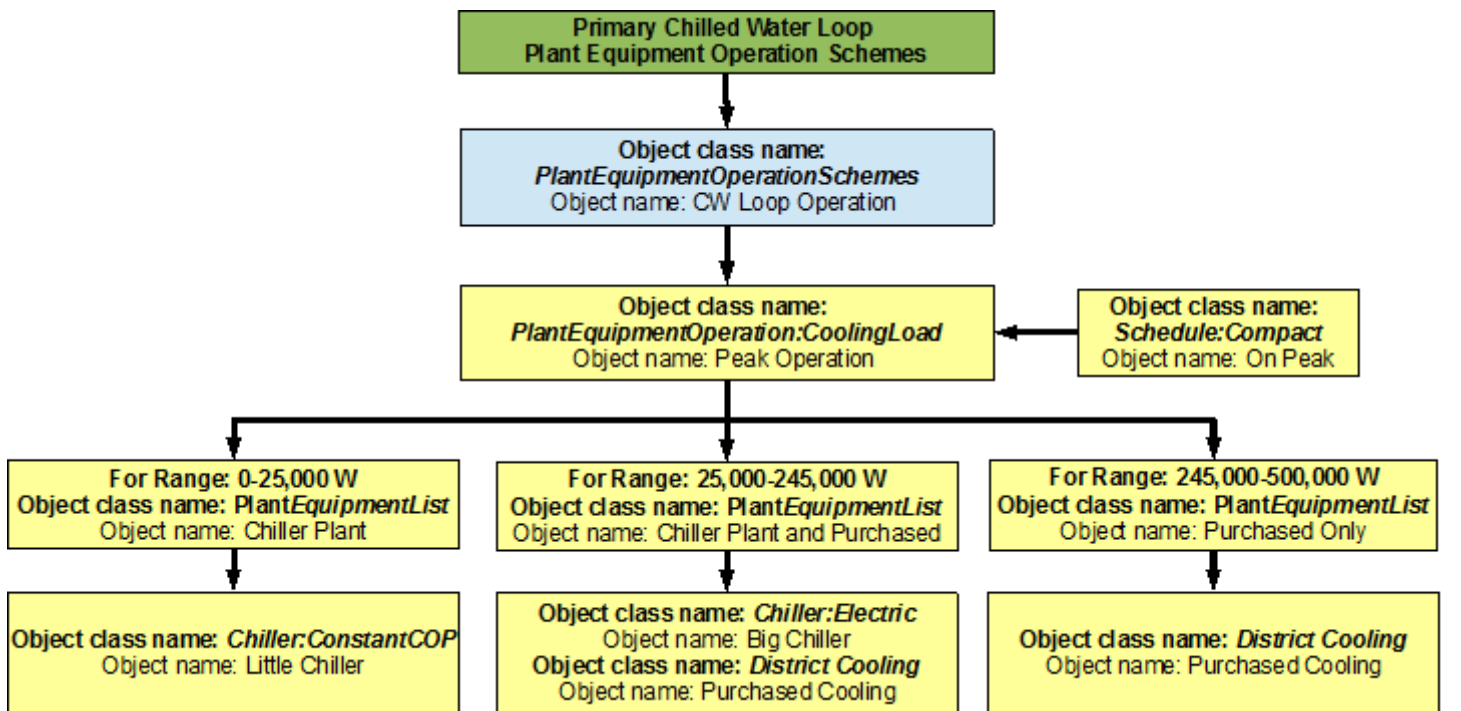 Primary Chilled Water Loop
Plant Equipment Operation Schemes
Object class name:
PlantEquipmentOperationSchemes
Object name: CW Loop Operation
Object class name:
PlantEquipmentOperation:CoolingLoad
Object name: Peak Operation
Object class name:
Schedule:Compact
Object name: On Peak
For Range: 0-25,000 W
Object class name: PlantEquipmentList
Object name: Chiller Plant
For Range: 25,000-245,000 W
Object class name: PlantEquipmentList
Object name: Chiller Plant and Purchased
For Range: 245,000-500,000 W
Object class name: PlantEquipmentList
Object name: Purchased Only
Object class name: Chiller:ConstantCOP
Object name: Little Chiller
Object class name: Chiller:Electric
Object name: Big Chiller
Object class name: District Cooling
Object name: Purchased Cooling
Object class name: District Cooling
Object name: Purchased Cooling